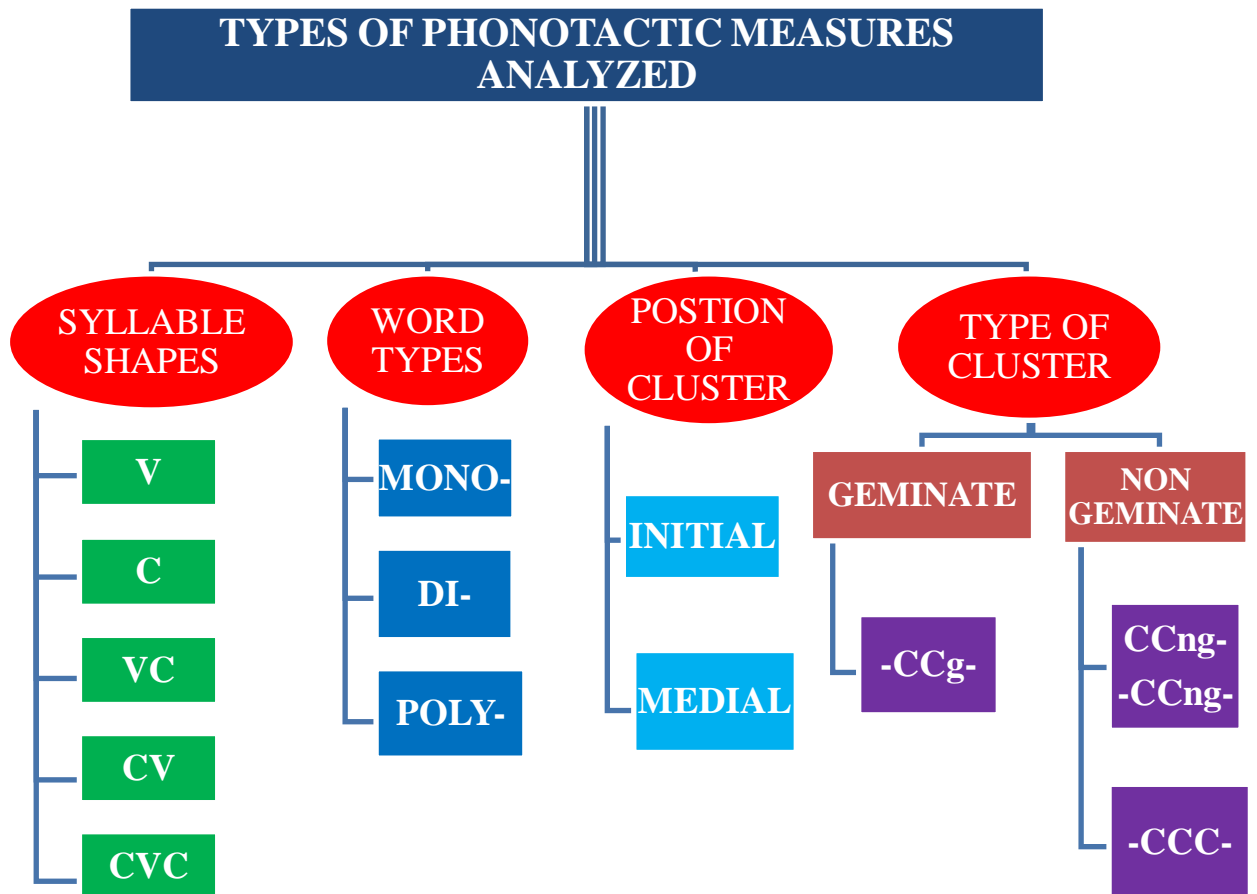 TYPES OF PHONOTACTIC MEASURES
ANALYZED
SYLLABLE
SHAPES
V
C
VC
CV
CVC
WORD
TYPES
MONO-
DI-
POLY-
POSTION
OF
CLUSTER
INITIAL
MEDIAL
TYPE OF
CLUSTER
GEMINATE
-CCg-
NON
GEMINATE
CCng-
-CCng-
-CCC-